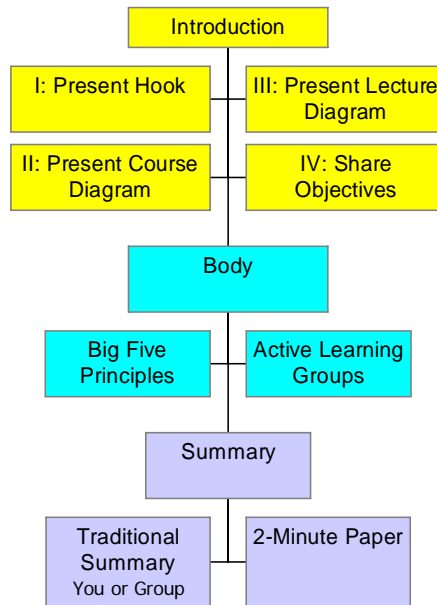 Introduction
I: Present Hook
III: Present Lecture
Diagram
II: Present Course
Diagram
IV: Share
Objectives
Body
Big Five
Principles
Active Learning
Groups
Summary
Traditional
Summary
You or Group
2-Minute Paper